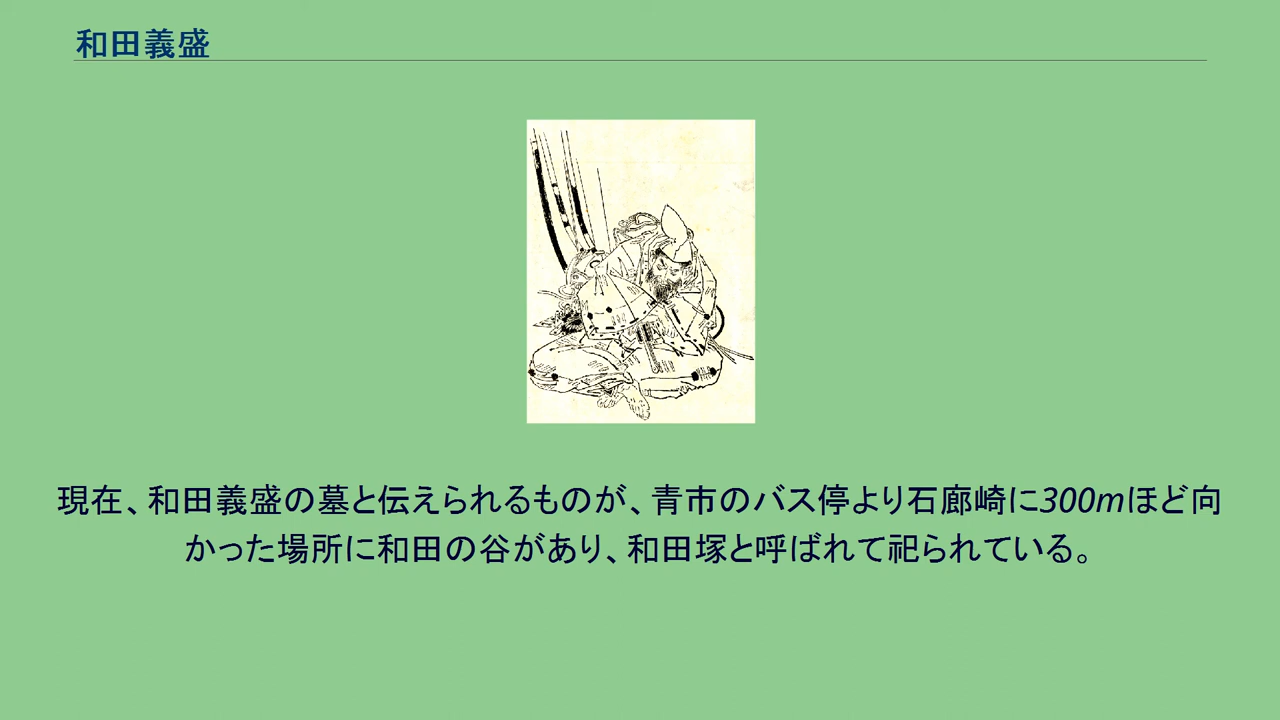 和田義盛
現在、和田義盛の墓と伝えられるものが、青市のバス停より石廊崎に300mほど向
かった場所に和田の谷があり、和田塚と呼ばれて祀られている。